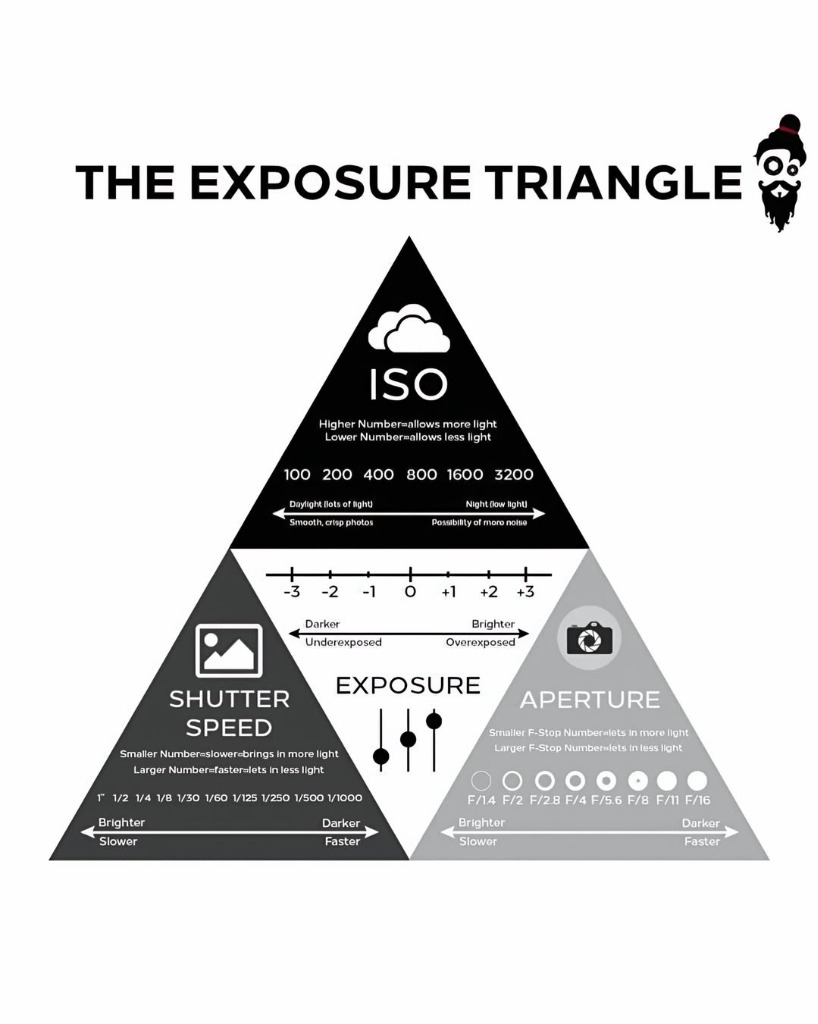 THE EXPOSURE TRIANGLE
ISO
Higher Number=allows more light
Lower Number=allows less light
100 200 400 800 1600 3200
Daylight (lots of light) Night (low light)
Smooth, crisp photos Possibility of more noise
-3 -2 -1 0 +1 +2 +3
Darker Brighter
Underexposed Overexposed
EXPOSURE
SHUTTER
SPEED
Smaller Number=slower=brings in more light
Larger Number=faster=lets in less light
1" 1/2 1/4 1/8 1/30 1/60 1/125 1/250 1/500 1/1000
Brighter Darker
Slower Faster
APERTURE
Smaller F-Stop Number=lets in more light
Larger F-Stop Number=lets in less light
F/1.4 F/2 F/2.8 F/4 F/5.6 F/8 F/11 F/16
Brighter Darker
Slower Faster